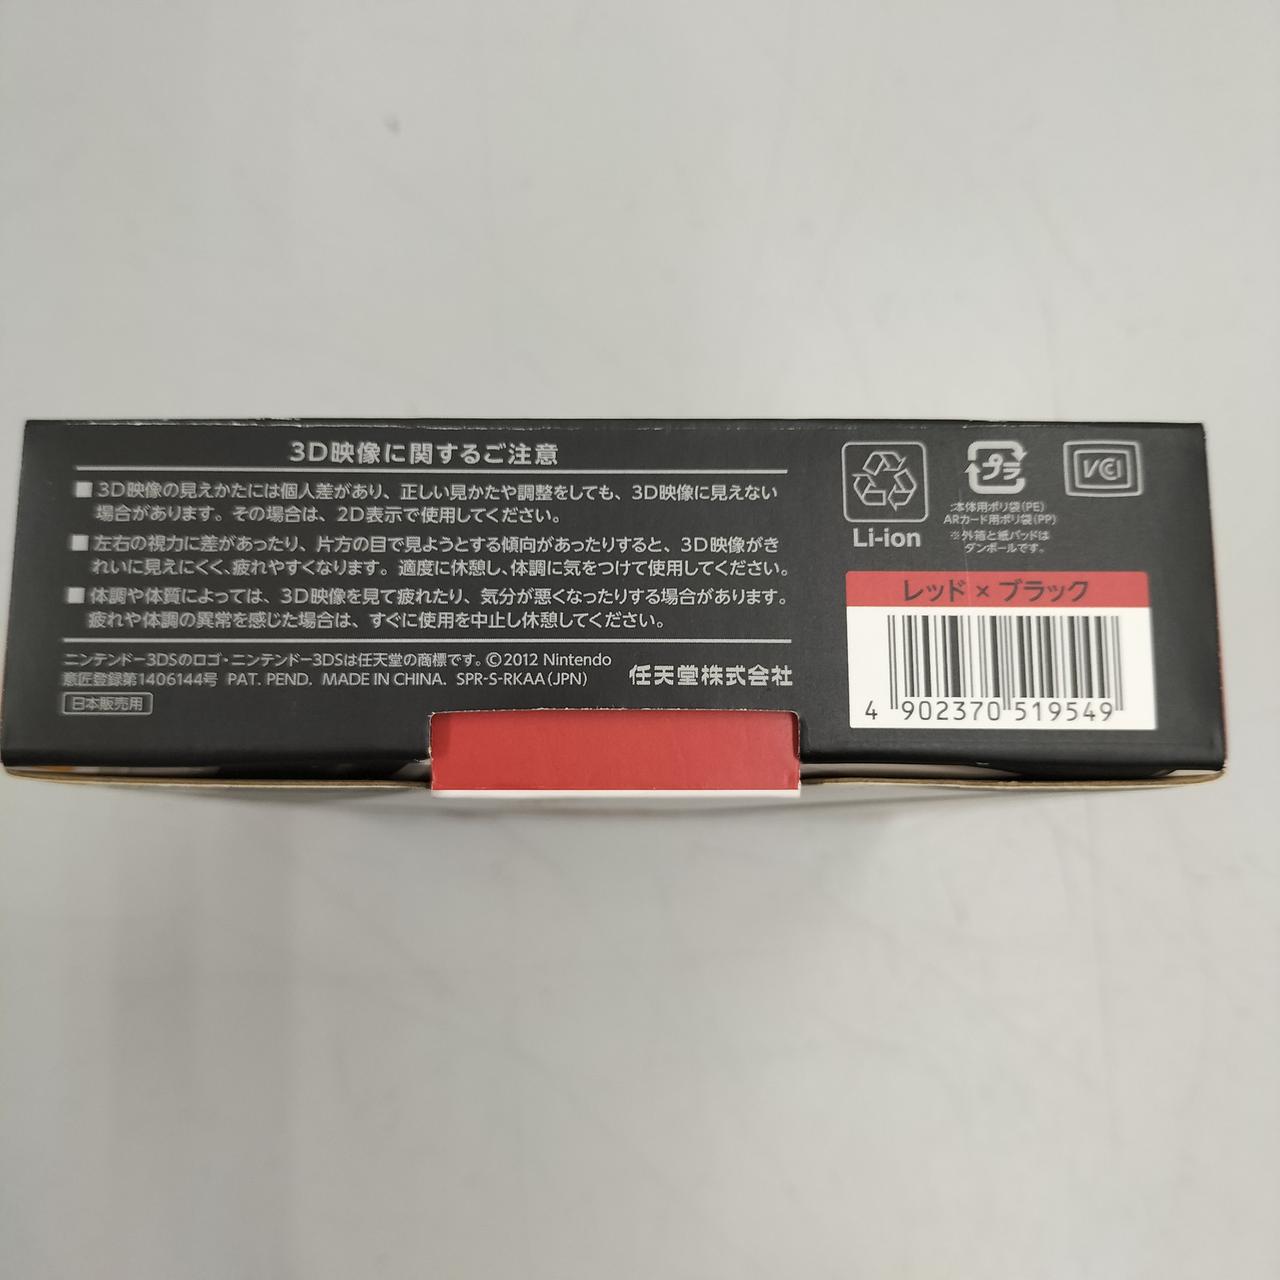 3D映像に関するご注意
■3D映像の見えかたには個人差があり、正しい見かたや調整をしても、3D映像に見えない
場合があります。その場合は、2D表示で使用してください。
■左右の視力に差があったり、片方の目で見ようとする傾向があったりすると、3D映像がき
れいに見えにくく、疲れやすくなります。適度に休憩し、体調に気をつけて使用してください。
■体調や体質によっては、3D映像を見て疲れたり、気分が悪くなったりする場合があります。
疲れや体調の異常を感じた場合は、すぐに使用を中止し休憩してください。
ニンテンドー3DSのロゴ・ニンテンドー3DSは任天堂の商標です。©2012 Nintendo
意匠登録第1406144号 PAT. PEND. MADE IN CHINA. SPR-S-RKAA(JPN)
任天堂株式会社
日本販売用
Li-ion
プラ
:本体用ポリ袋(PE)
ARカード用ポリ袋(PP)
※外箱と紙パッドは
ダンボールです。
VCCI
レッド×ブラック
4 902370 519549